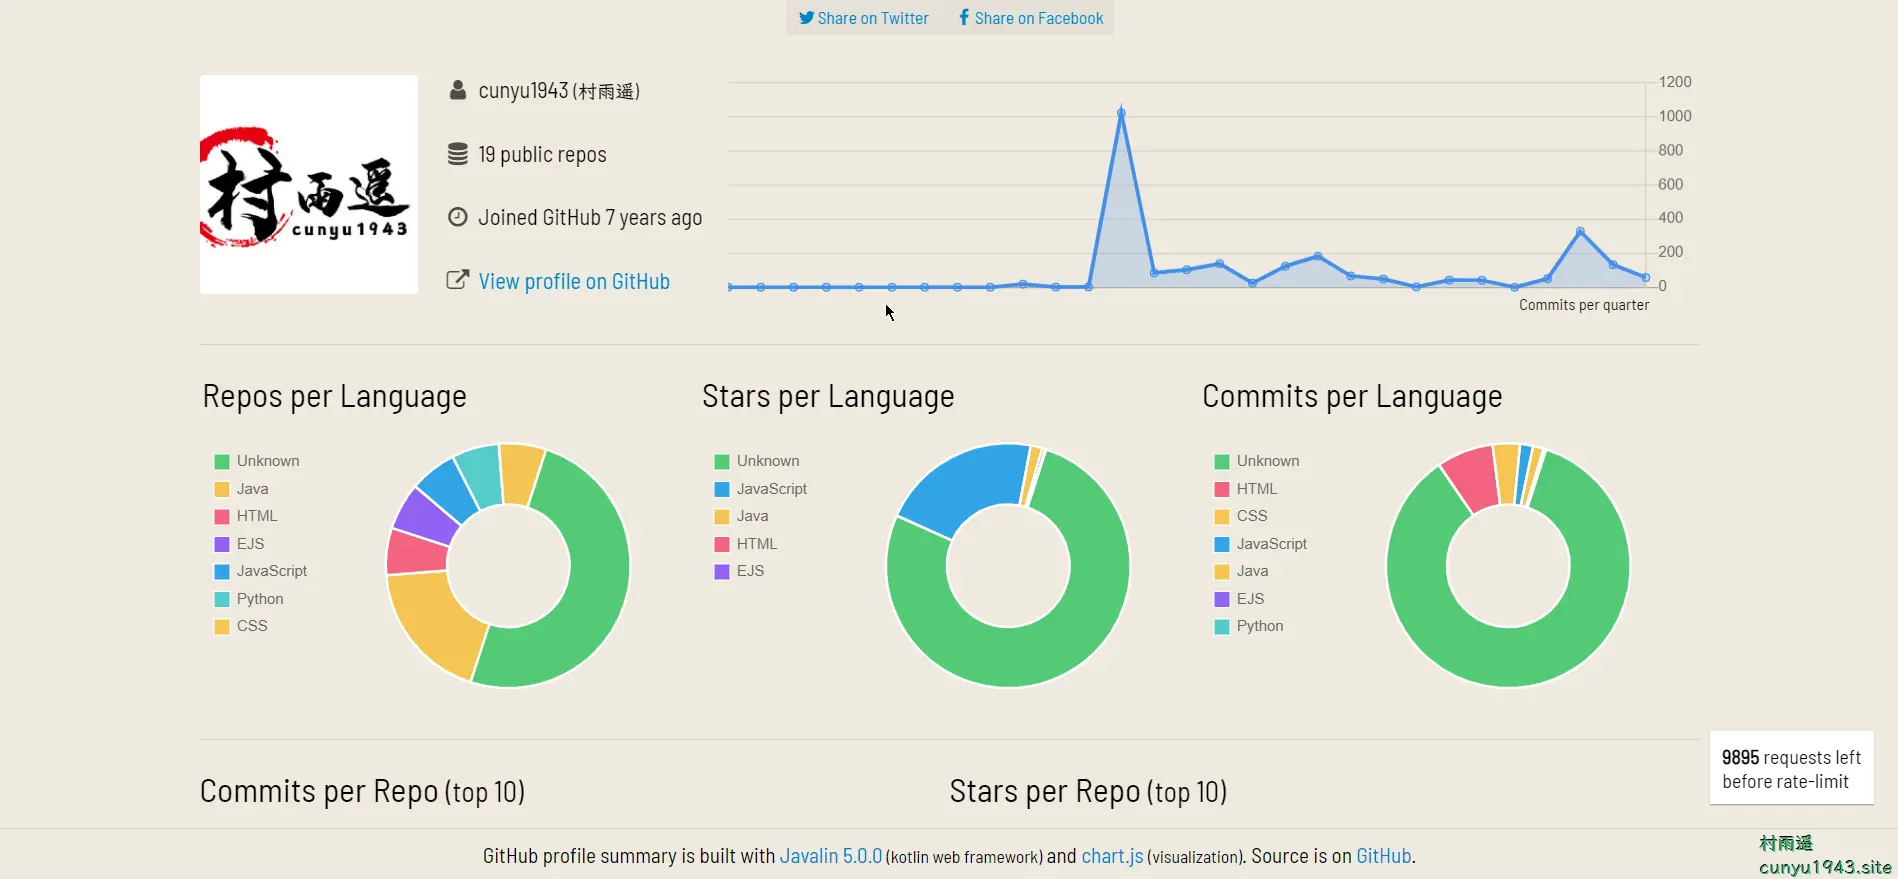 Share on Twitter Share on Facebook
村雨遥
cunyu1943
cunyu1943 (村雨遥)
19 public repos
Joined GitHub 7 years ago
View profile on GitHub
1200
1000
800
600
400
200
0
Commits per quarter
Repos per Language
Unknown
Java
HTML
EJS
JavaScript
Python
CSS
Stars per Language
Unknown
JavaScript
Java
HTML
EJS
Commits per Language
Unknown
HTML
CSS
JavaScript
Java
EJS
Python
Commits per Repo (top 10)
Stars per Repo (top 10)
9895 requests left
before rate-limit
GitHub profile summary is built with Javalin 5.0.0 (kotlin web framework) and chart.js (visualization). Source is on GitHub.
村雨遥
cunyu1943.site